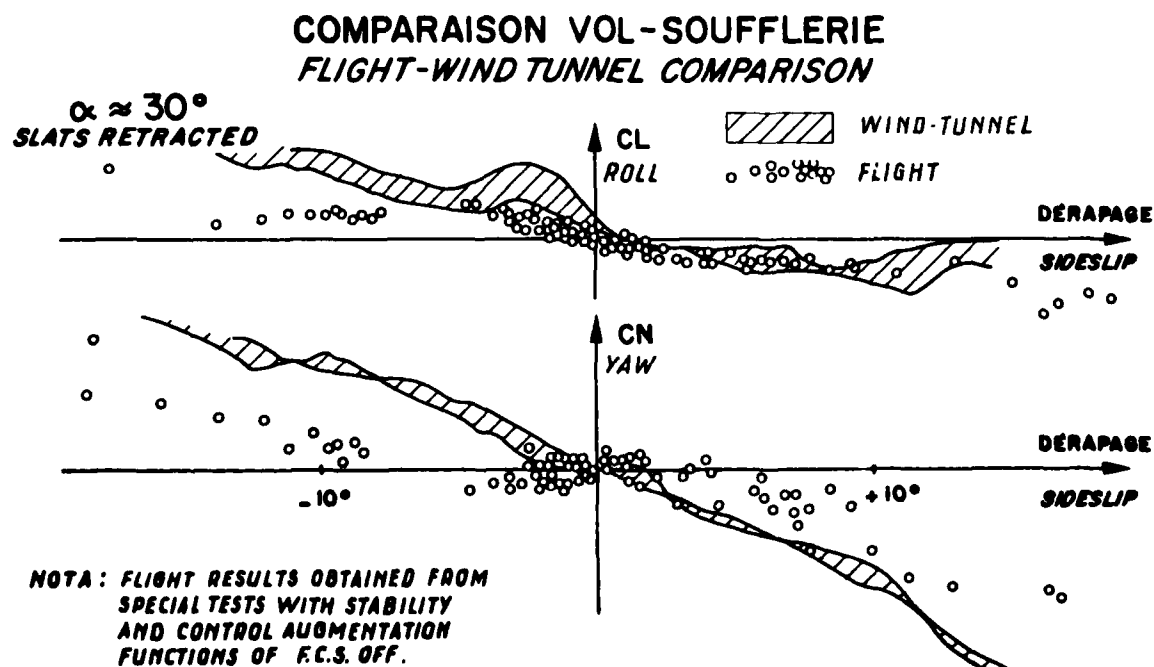 COMPARAISON VOL-SOUFFLERIE
FLIGHT-WIND TUNNEL COMPARISON
α ≈ 30°
SLATS RETRACTED
CL
ROLL
WIND-TUNNEL
FLIGHT
DÉRAPAGE
SIDESLIP
CN
YAW
DÉRAPAGE
-10°
+10°
SIDESLIP
NOTA: FLIGHT RESULTS OBTAINED FROM
SPECIAL TESTS WITH STABILITY
AND CONTROL AUGMENTATION
FUNCTIONS OF F.C.S. OFF.